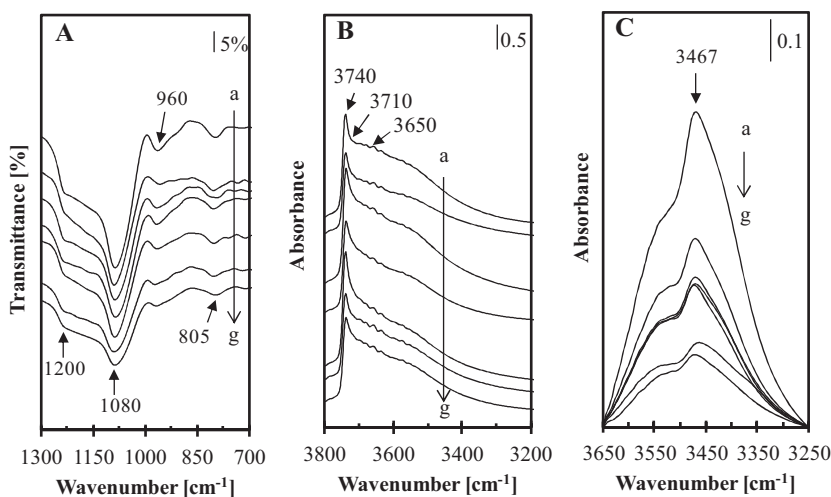 A
5%
960
a
805
g
1200
1080
Transmittance [%]
1300 1150 1000 850 700
Wavenumber [cm-1]
B
0.5
3740
3710
3650
a
g
Absorbance
3800 3600 3400 3200
Wavenumber [cm-1]
C
0.1
3467
a
g
Absorbance
3650 3550 3450 3350 3250
Wavenumber [cm-1]